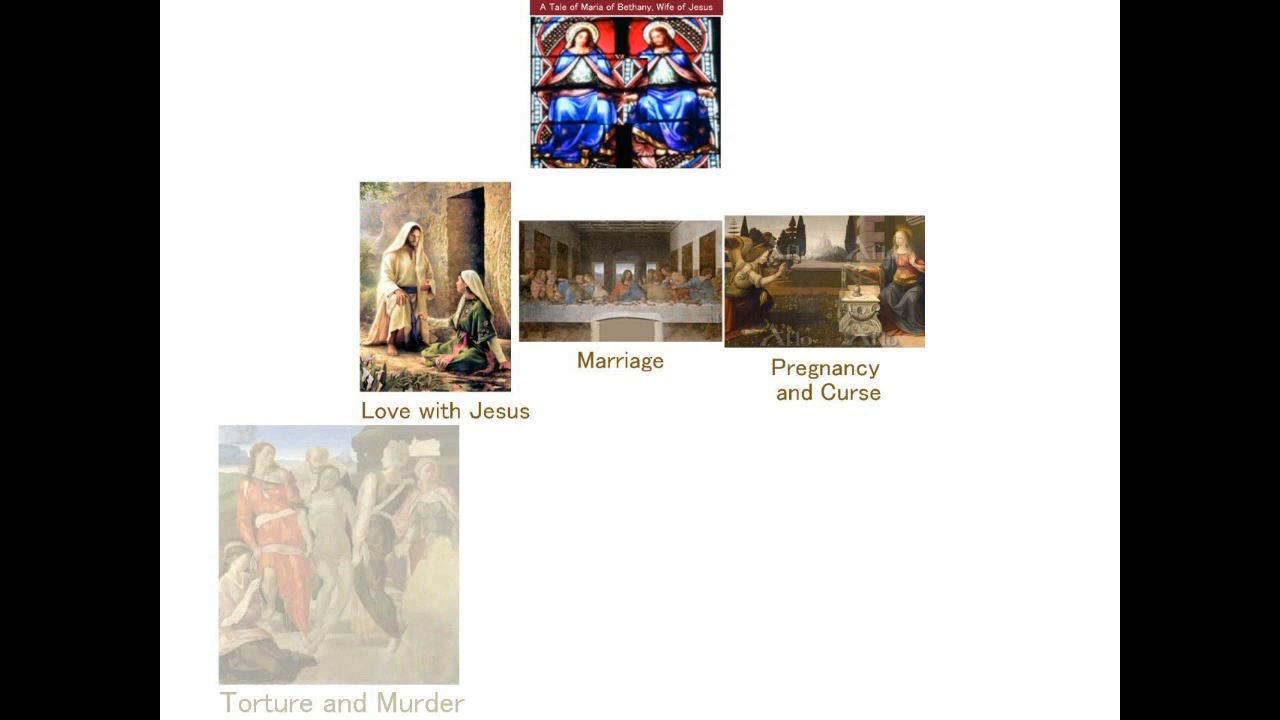 A Tale of Maria of Bethany, Wife of Jesus
Marriage
Pregnancy
and Curse
Love with Jesus
Torture and Murder